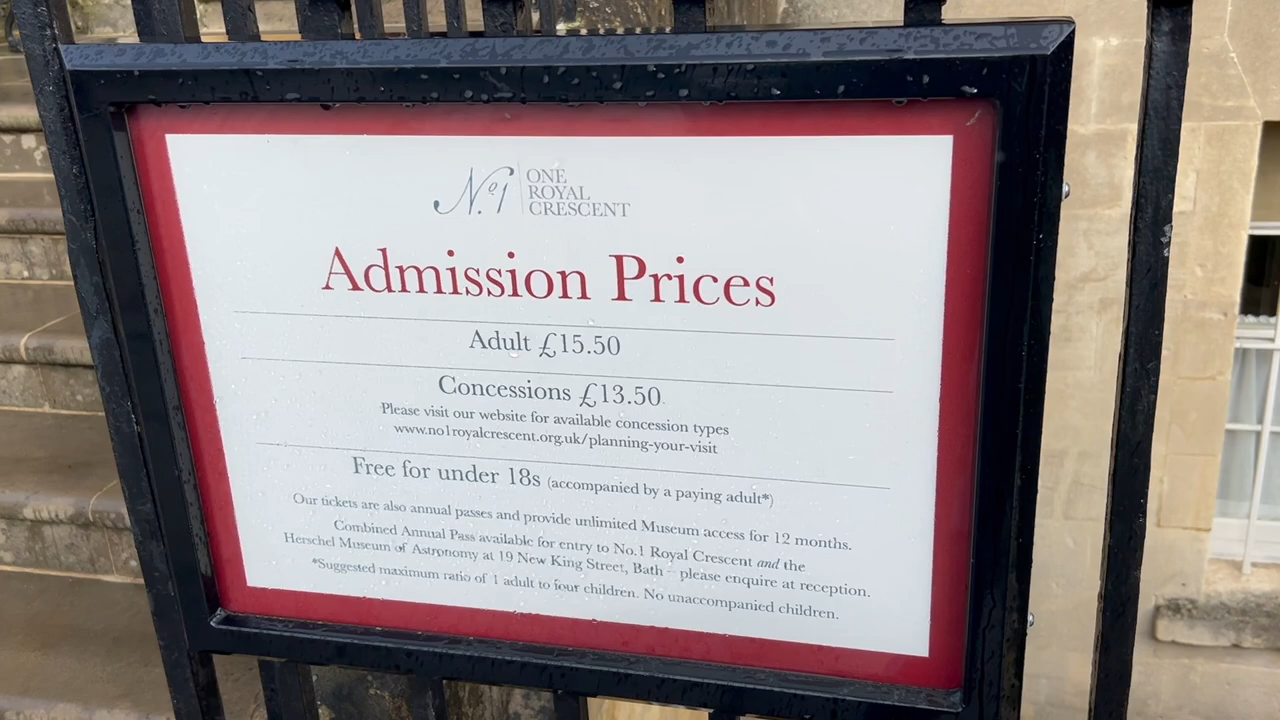 No.1
ONE
ROYAL
CRESCENT
Admission Prices
Adult £15.50
Concessions £13.50
Please visit our website for available concession types
www.no1royalcrescent.org.uk/planning-your-visit
Free for under 18s (accompanied by a paying adult*)
Our tickets are also annual passes and provide unlimited Museum access for 12 months.
Combined Annual Pass available for entry to No.1 Royal Crescent and the
Herschel Museum of Astronomy at 19 New King Street, Bath - please enquire at reception.
*Suggested maximum ratio of 1 adult to four children. No unaccompanied children.